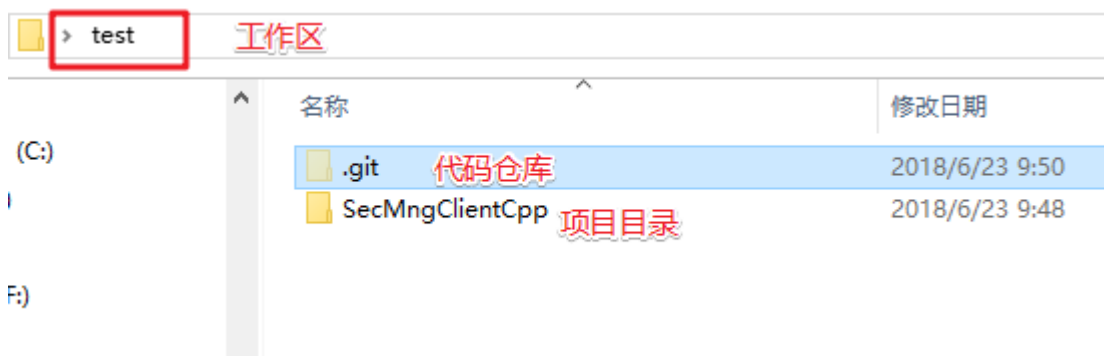 > test 工作区
名称 修改日期
(C:)
.git 代码仓库 2018/6/23 9:50
SecMngClientCpp 项目目录 2018/6/23 9:48
F:)